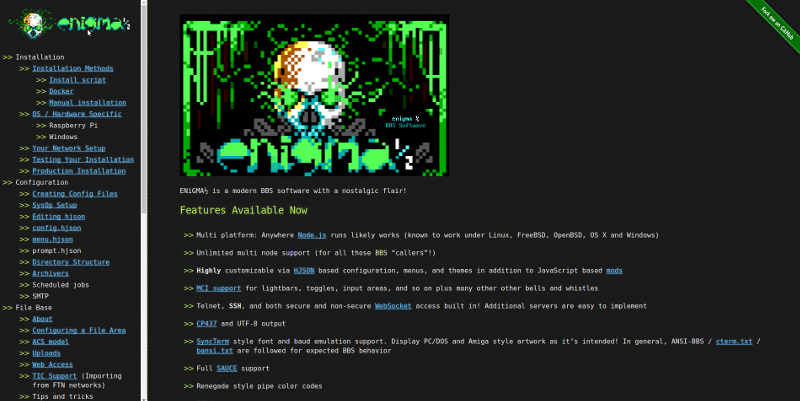 enigma½
>> Installation
>> Installation Methods
>> Install script
>> Docker
>> Manual installation
>> OS / Hardware Specific
>> Raspberry Pi
>> Windows
>> Your Network Setup
>> Testing Your Installation
>> Production Installation
>> Configuration
>> Creating Config Files
>> SysOp Setup
>> Editing hjson
>> config.hjson
>> menu.hjson
>> prompt.hjson
>> Directory Structure
>> Archivers
>> Scheduled jobs
>> SMTP
>> File Base
>> About
>> Configuring a File Area
>> ACS model
>> Uploads
>> Web Access
>> TIC Support (Importing
from FTN networks)
>> Tips and tricks
Fork me on GitHub
enigma ½
BBS Software
enigma½
ENiGMA½ is a modern BBS software with a nostalgic flair!
Features Available Now
>> Multi platform: Anywhere Node.js runs likely works (known to work under Linux, FreeBSD, OpenBSD, OS X and Windows)
>> Unlimited multi node support (for all those BBS "callers"!)
>> Highly customizable via HJSON based configuration, menus, and themes in addition to JavaScript based mods
>> MCI support for lightbars, toggles, input areas, and so on plus many other other bells and whistles
>> Telnet, SSH, and both secure and non-secure WebSocket access built in! Additional servers are easy to implement
>> CP437 and UTF-8 output
>> SyncTerm style font and baud emulation support. Display PC/DOS and Amiga style artwork as it's intended! In general, ANSI-BBS / cterm.txt /
bansi.txt are followed for expected BBS behavior
>> Full SAUCE support
>> Renegade style pipe color codes